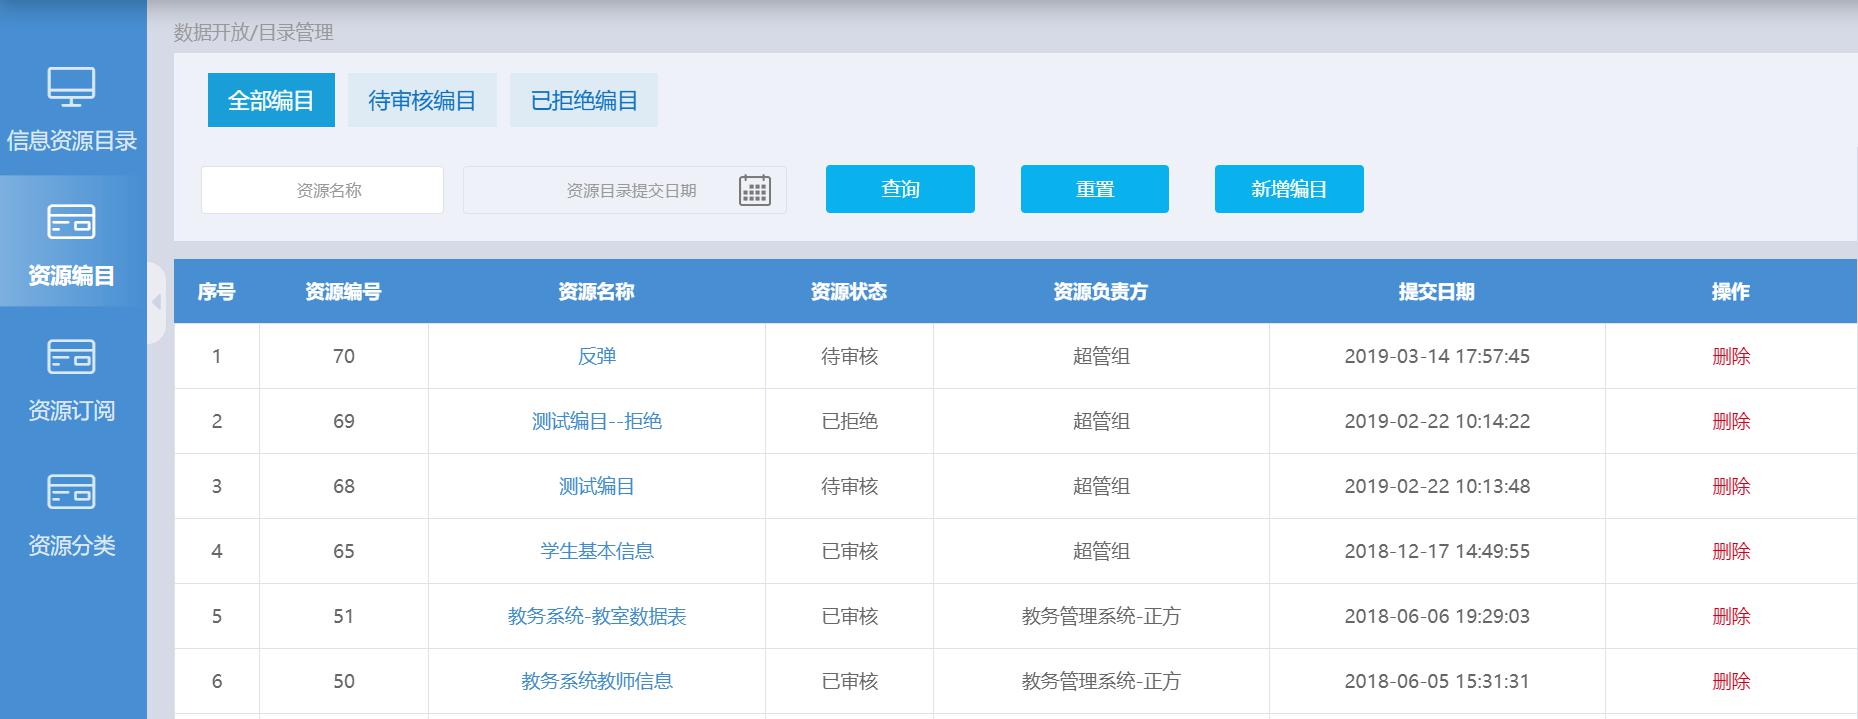 数据开放/目录管理
信息资源目录
资源编目
资源订阅
资源分类
全部编目 待审核编目 已拒绝编目
资源名称 资源目录提交日期 查询 重置 新增编目
序号 资源编号 资源名称 资源状态 资源负责方 提交日期 操作
1 70 反弹 待审核 超管组 2019-03-14 17:57:45 删除
2 69 测试编目--拒绝 已拒绝 超管组 2019-02-22 10:14:22 删除
3 68 测试编目 待审核 超管组 2019-02-22 10:13:48 删除
4 65 学生基本信息 已审核 超管组 2018-12-17 14:49:55 删除
5 51 教务系统-教室数据表 已审核 教务管理系统-正方 2018-06-06 19:29:03 删除
6 50 教务系统教师信息 已审核 教务管理系统-正方 2018-06-05 15:31:31 删除